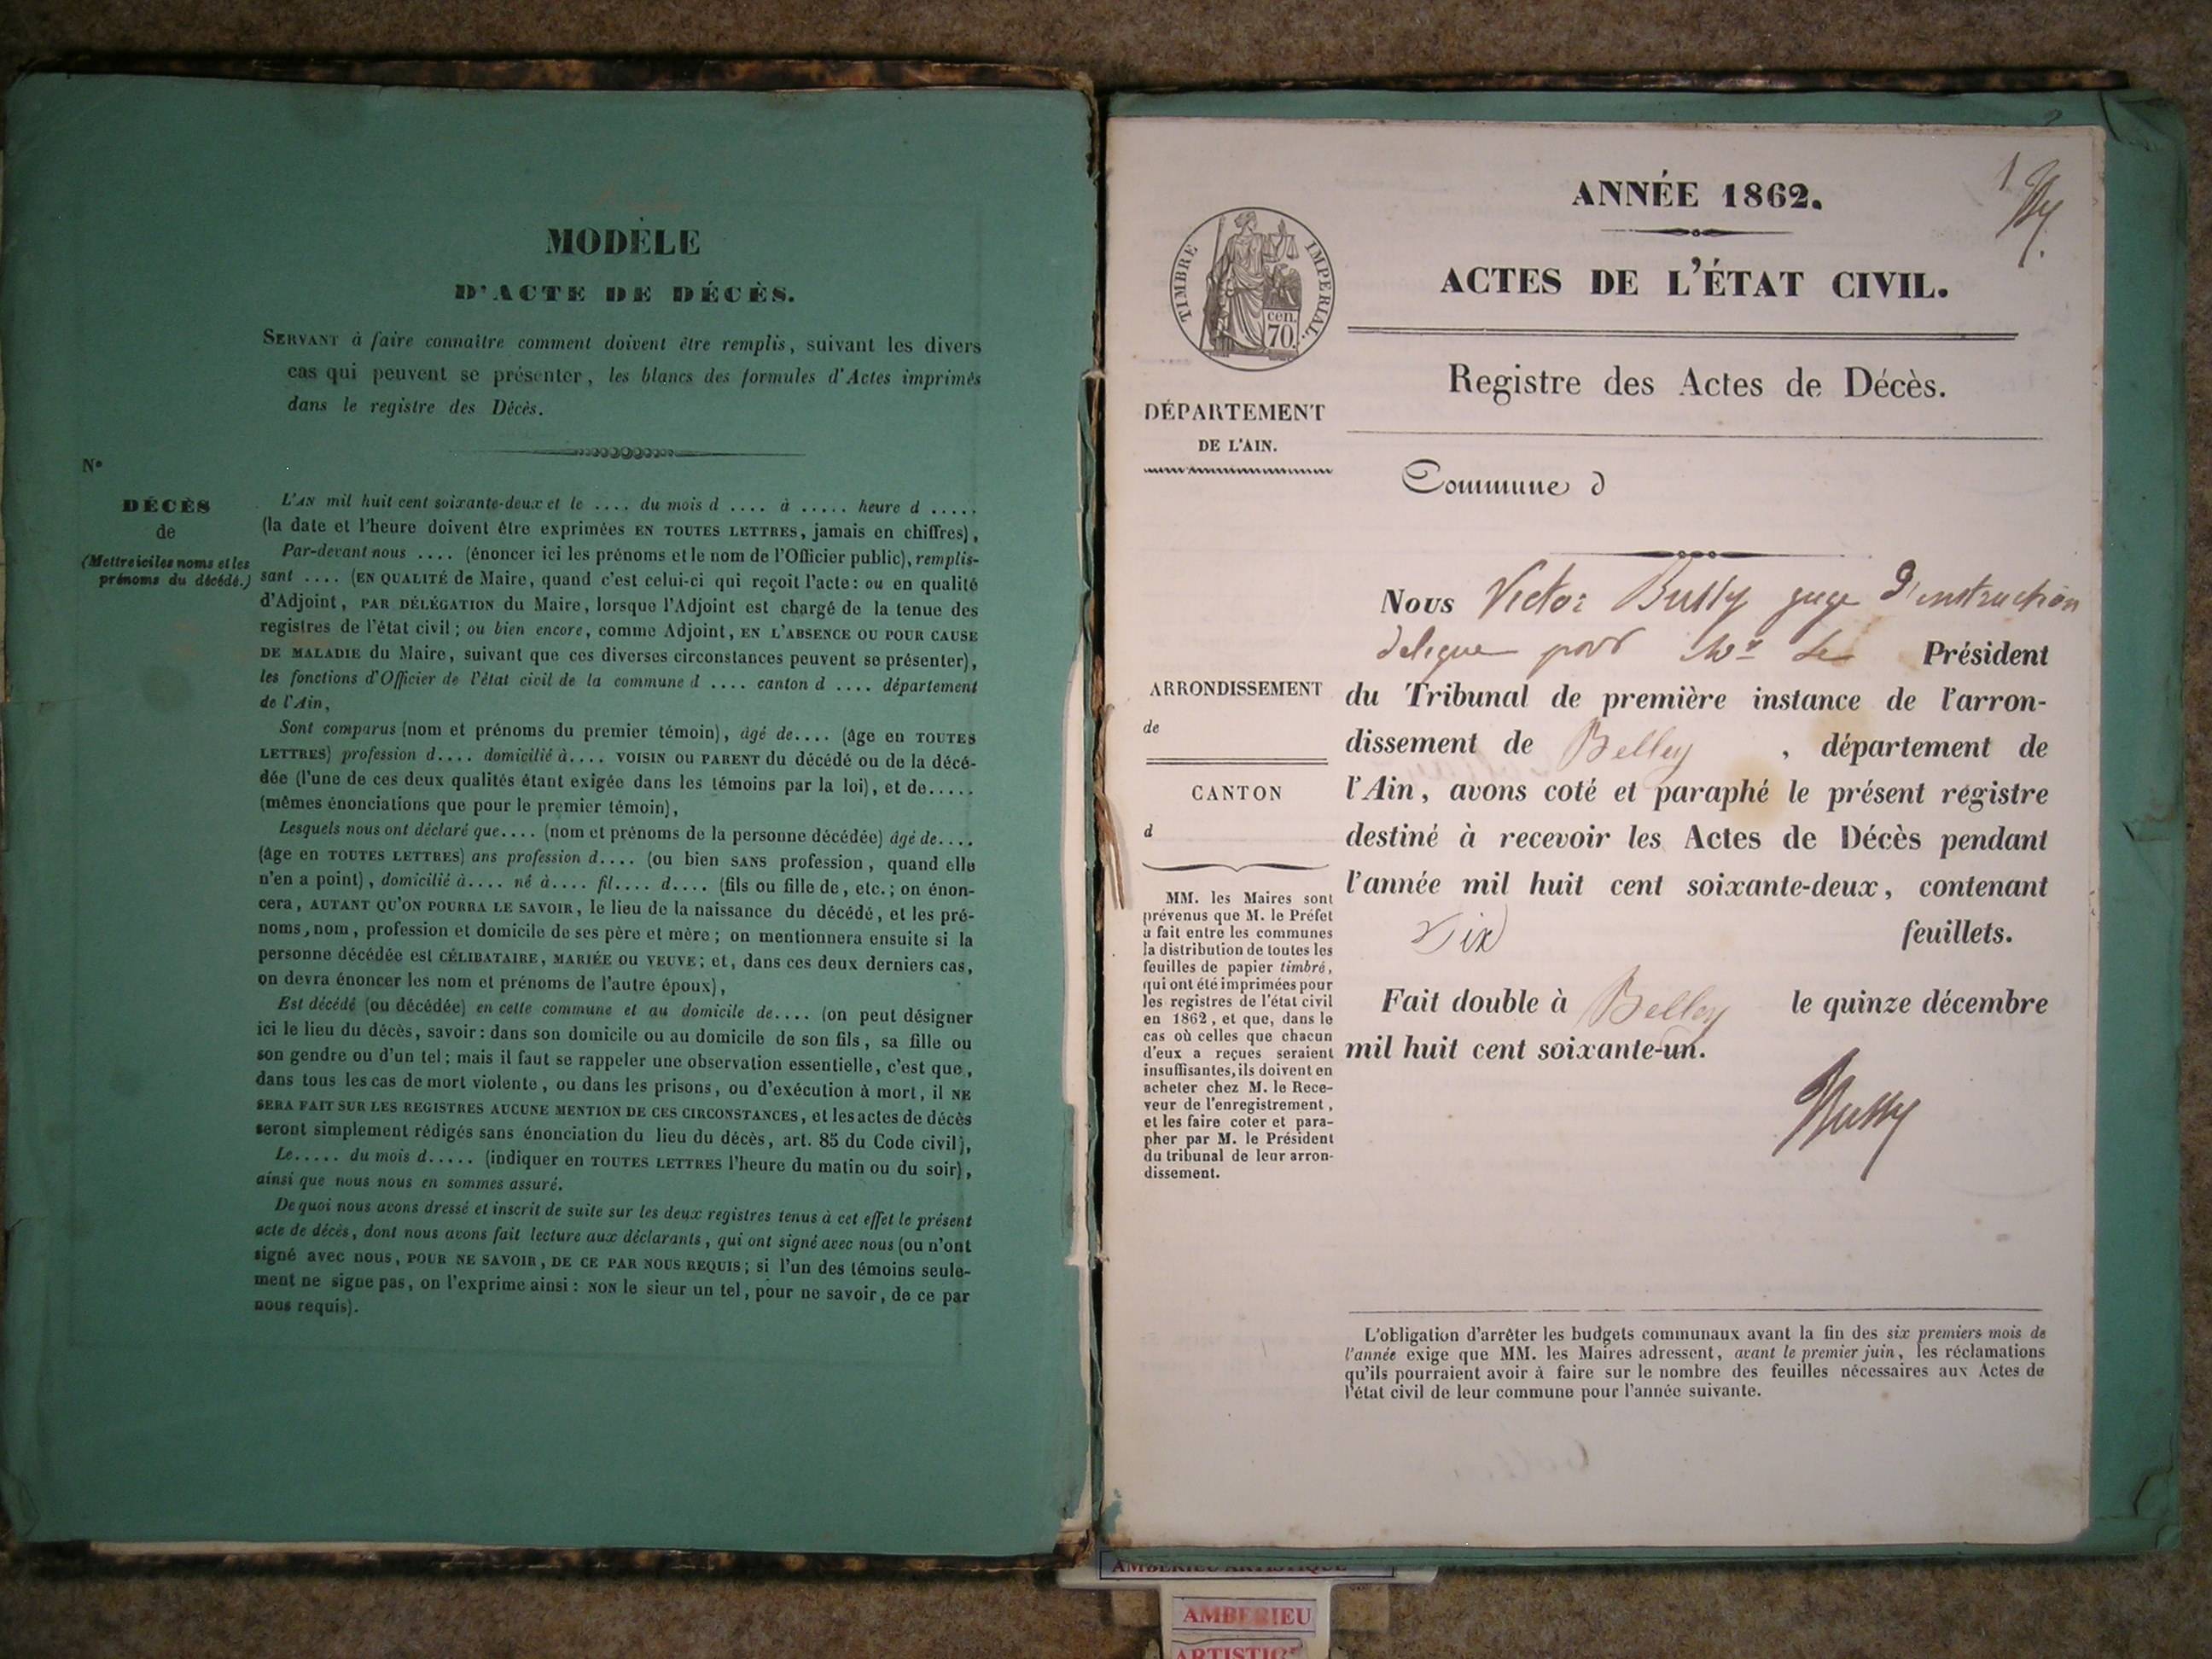 MODÈLE
D'ACTE DE DÉCÈS.
SERVANT à faire connaître comment doivent être remplis, suivant les divers
cas qui peuvent se présenter, les blancs des formules d'Actes imprimés
dans le registre des Décès.
N°
DÉCÈS
de
(Mettre ici les noms et les
prénoms du décédé.)
L'AN mil huit cent soixante-deux et le .... du mois d .... à ..... heure d .....
(la date et l'heure doivent être exprimées EN TOUTES LETTRES, jamais en chiffres),
Par-devant nous .... (énoncer ici les prénoms et le nom de l'Officier public), remplis-
sant .... (EN QUALITÉ de Maire, quand c'est celui-ci qui reçoit l'acte: ou en qualité
d'Adjoint, PAR DÉLÉGATION du Maire, lorsque l'Adjoint est chargé de la tenue des
registres de l'état civil; ou bien encore, comme Adjoint, EN L'ABSENCE OU POUR CAUSE
DE MALADIE du Maire, suivant que ces diverses circonstances peuvent se présenter),
les fonctions d'Officier de l'état civil de la commune d .... canton d .... département
de l'Ain,
Sont comparus (nom et prénoms du premier témoin), âgé de.... (âge en TOUTES
LETTRES) profession d.... domicilié à.... VOISIN OU PARENT du décédé ou de la décé-
dée (l'une de ces deux qualités étant exigée dans les témoins par la loi), et de.....
(mêmes énonciations que pour le premier témoin),
Lesquels nous ont déclaré que.... (nom et prénoms de la personne décédée) âgé de....
(âge en TOUTES LETTRES) ans profession d.... (ou bien SANS profession, quand elle
n'en a point), domicilié à.... né à.... fil.... d.... (fils ou fille de, etc.; on énon-
cera, AUTANT QU'ON POURRA LE SAVOIR, le lieu de la naissance du décédé, et les pré-
noms, nom, profession et domicile de ses père et mère; on mentionnera ensuite si la
personne décédée est CÉLIBATAIRE, MARIÉE OU VEUVE; et, dans ces deux derniers cas,
on devra énoncer les nom et prénoms de l'autre époux),
Est décédé (ou décédée) en cette commune et au domicile de.... (on peut désigner
ici le lieu du décès, savoir: dans son domicile ou au domicile de son fils, sa fille ou
son gendre ou d'un tel; mais il faut se rappeler une observation essentielle, c'est que,
dans tous les cas de mort violente, ou dans les prisons, ou d'exécution à mort, il NE
SERA FAIT SUR LES REGISTRES AUCUNE MENTION DE CES CIRCONSTANCES, et les actes de décès
seront simplement rédigés sans énonciation du lieu du décès, art. 85 du Code civil),
Le..... du mois d..... (indiquer en TOUTES LETTRES l'heure du matin ou du soir),
ainsi que nous nous en sommes assuré.
De quoi nous avons dressé et inscrit de suite sur les deux registres tenus à cet effet le présent
acte de décès, dont nous avons fait lecture aux déclarants, qui ont signé avec nous (ou n'ont
signé avec nous, POUR NE SAVOIR, DE CE PAR NOUS REQUIS; si l'un des témoins seule-
ment ne signe pas, on l'exprime ainsi: NON le sieur un tel, pour ne savoir, de ce par
nous requis).
1
ANNÉE 1862.
ACTES DE L'ÉTAT CIVIL.
TIMBRE IMPERIAL.
cen.
70.
Registre des Actes de Décès.
DÉPARTEMENT
DE L'AIN.
Commune d
Nous Victor Bussy juge d'instruction
delegue par Mr Le Président
du Tribunal de première instance de l'arron-
dissement de Belley, département de
l'Ain, avons coté et paraphé le présent registre
destiné à recevoir les Actes de Décès pendant
l'année mil huit cent soixante-deux, contenant
Six feuillets.
Fait double à Belley le quinze décembre
mil huit cent soixante-un.
Bussy
ARRONDISSEMENT
de
CANTON
d
MM. les Maires sont
prévenus que M. le Préfet
a fait entre les communes
la distribution de toutes les
feuilles de papier timbré,
qui ont été imprimées pour
les registres de l'état civil
en 1862, et que, dans le
cas où celles que chacun
d'eux a reçues seraient
insuffisantes, ils doivent en
acheter chez M. le Rece-
veur de l'enregistrement,
et les faire coter et para-
pher par M. le Président
du tribunal de leur arron-
dissement.
L'obligation d'arrêter les budgets communaux avant la fin des six premiers mois de
l'année exige que MM. les Maires adressent, avant le premier juin, les réclamations
qu'ils pourraient avoir à faire sur le nombre des feuilles nécessaires aux Actes de
l'état civil de leur commune pour l'année suivante.
AMBERIEU ARTISTIQUE
AMBERIEU